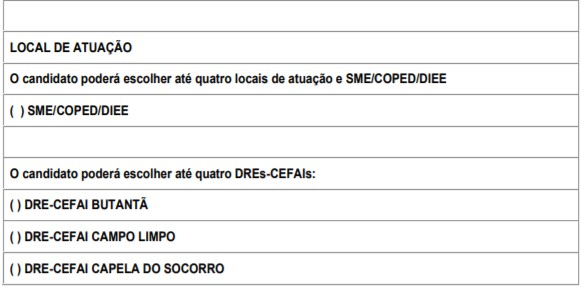 LOCAL DE ATUAÇÃO
O candidato poderá escolher até quatro locais de atuação e SME/COPED/DIEE
( ) SME/COPED/DIEE
O candidato poderá escolher até quatro DREs-CEFAIs:
( ) DRE-CEFAI BUTANTÃ
( ) DRE-CEFAI CAMPO LIMPO
( ) DRE-CEFAI CAPELA DO SOCORRO